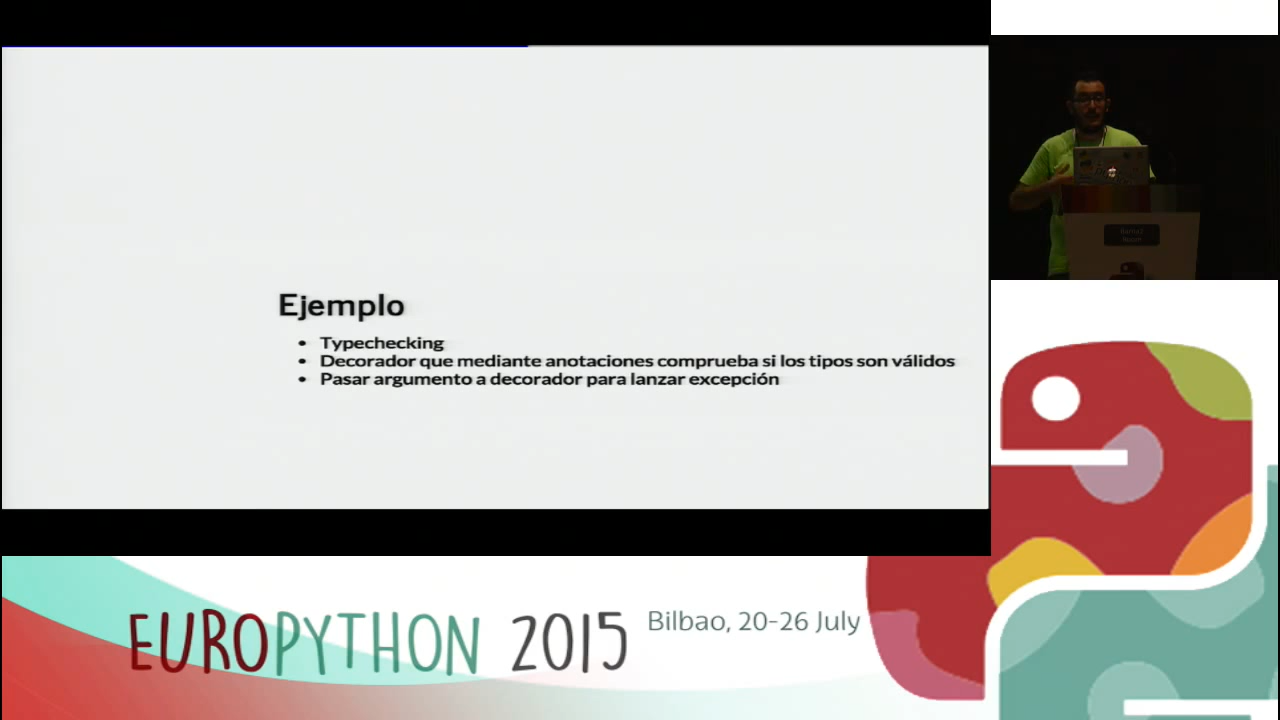 Ejemplo
• Typechecking
• Decorador que mediante anotaciones comprueba si los tipos son válidos
• Pasar argumento a decorador para lanzar excepción
EUROPYTHON 2015
Bilbao, 20-26 July